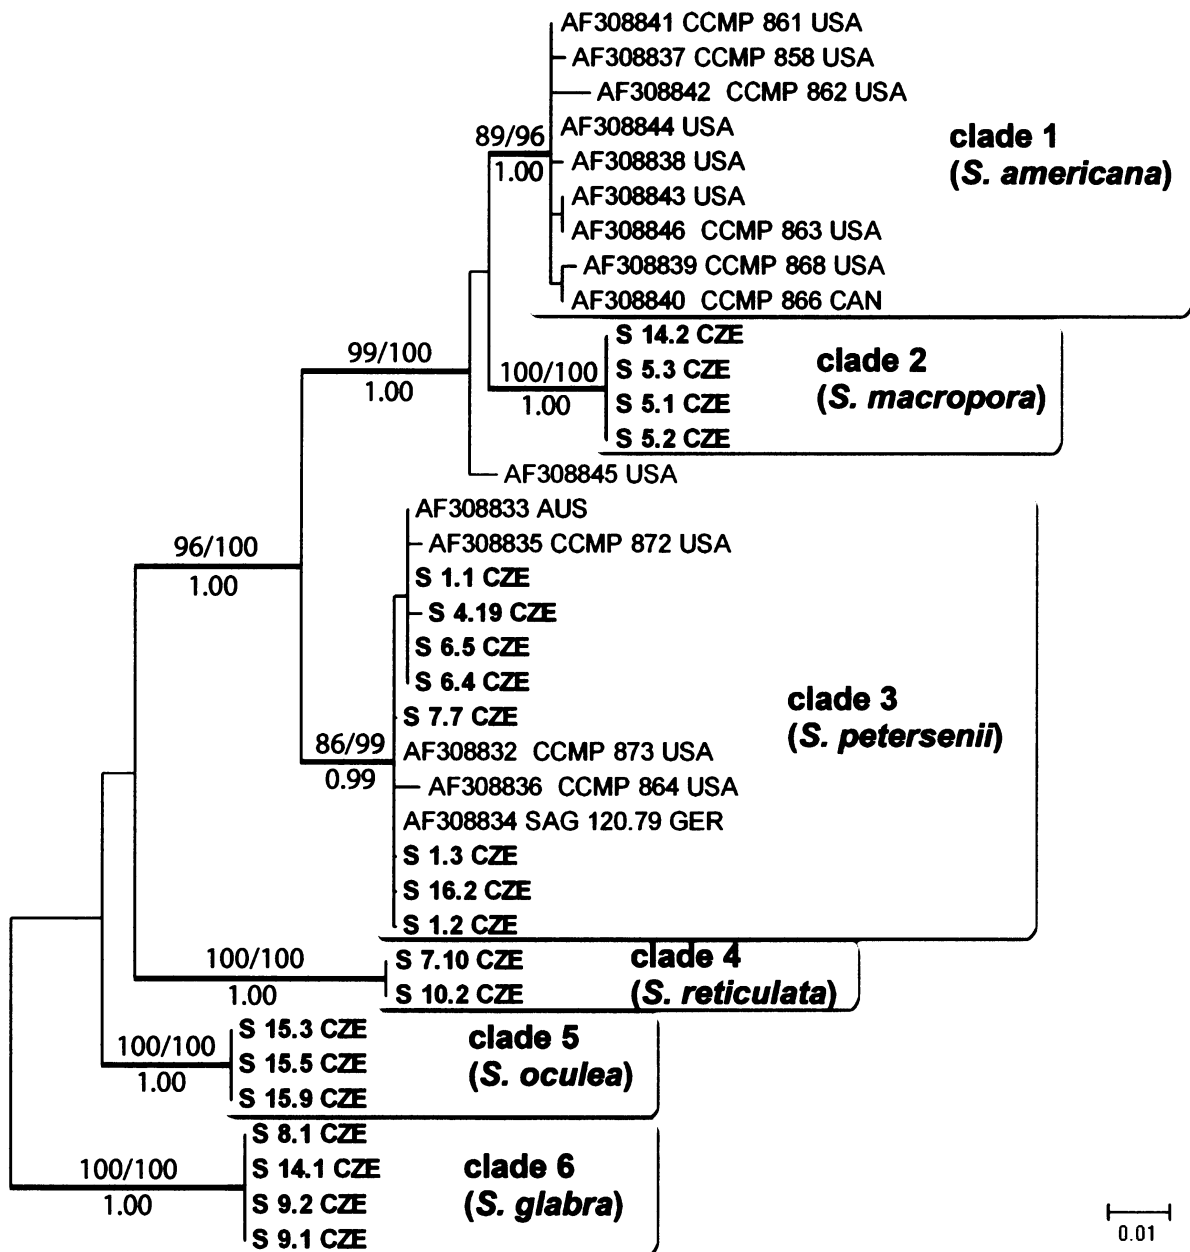 AF308841 CCMP 861 USA
AF308837 CCMP 858 USA
AF308842 CCMP 862 USA
AF308844 USA
AF308838 USA
AF308843 USA
AF308846 CCMP 863 USA
AF308839 CCMP 868 USA
AF308840 CCMP 866 CAN
89/96
1.00
clade 1
(S. americana)
S 14.2 CZE
S 5.3 CZE
S 5.1 CZE
S 5.2 CZE
100/100
1.00
clade 2
(S. macropora)
99/100
1.00
AF308845 USA
AF308833 AUS
AF308835 CCMP 872 USA
S 1.1 CZE
S 4.19 CZE
S 6.5 CZE
S 6.4 CZE
S 7.7 CZE
AF308832 CCMP 873 USA
AF308836 CCMP 864 USA
AF308834 SAG 120.79 GER
S 1.3 CZE
S 16.2 CZE
S 1.2 CZE
96/100
1.00
86/99
0.99
clade 3
(S. petersenii)
S 7.10 CZE
S 10.2 CZE
100/100
1.00
clade 4
(S. reticulata)
S 15.3 CZE
S 15.5 CZE
S 15.9 CZE
100/100
1.00
clade 5
(S. oculea)
S 8.1 CZE
S 14.1 CZE
S 9.2 CZE
S 9.1 CZE
100/100
1.00
clade 6
(S. glabra)
0.01